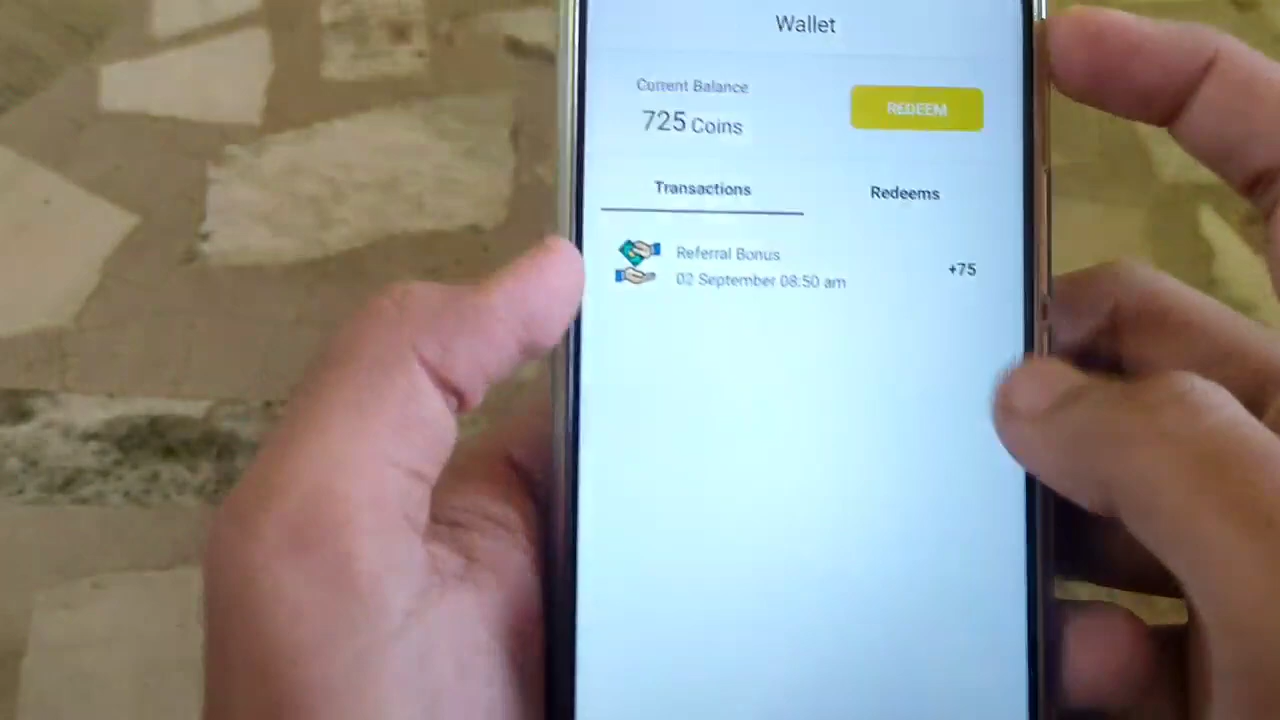 Wallet
Current Balance
725 Coins
REDEEM
Transactions
Redeems
Referral Bonus
02 September 08:50 am
+75